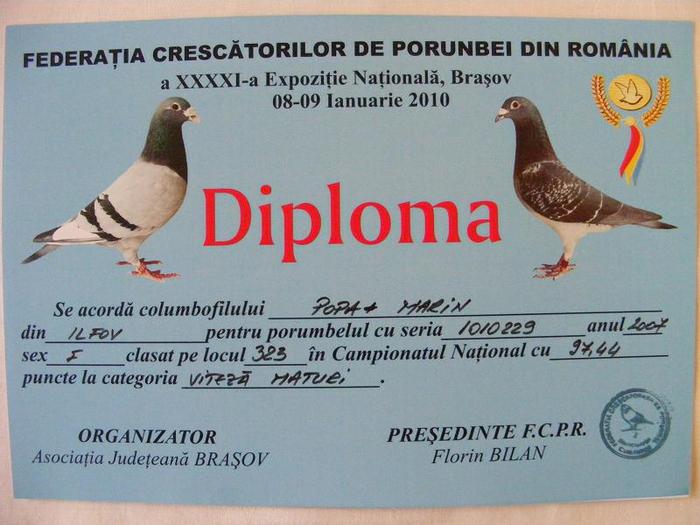 FEDERAȚIA CRESCĂTORILOR DE PORUNBEI DIN ROMÂNIA
a XXXXI-a Expoziție Națională, Brașov
08-09 Ianuarie 2010
Diploma
Se acordă columbofilului POPA + MARIN
din ILFOV pentru porumbelul cu seria 1010229 anul 2007
sex F clasat pe locul 323 în Campionatul Național cu 97,44
puncte la categoria VITEZĂ MATURI.
ORGANIZATOR
Asociația Județeană BRAȘOV
PREȘEDINTE F.C.P.R.
Florin BILAN